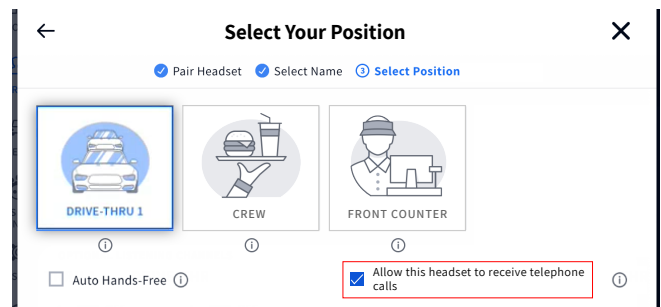 Select Your Position
Pair Headset Select Name 3 Select Position
DRIVE-THRU 1 CREW FRONT COUNTER
Auto Hands-Free Allow this headset to receive telephone
calls